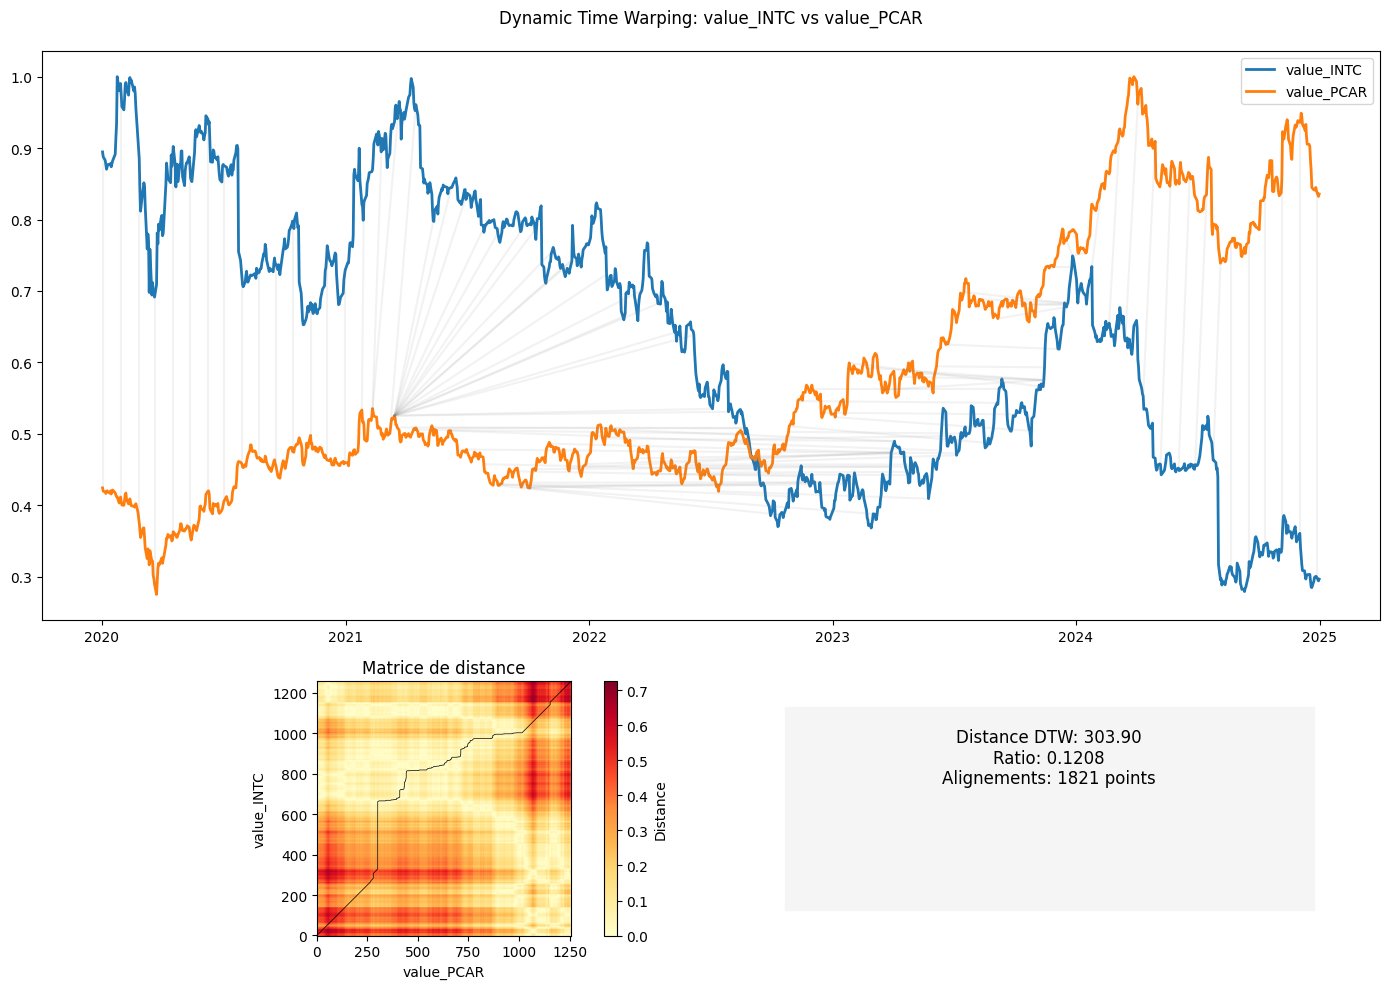 Dynamic Time Warping: value_INTC vs value_PCAR
value_INTC
value_PCAR
1.0
0.9
0.8
0.7
0.6
0.5
0.4
0.3
2020 2021 2022 2023 2024 2025
Matrice de distance
value_INTC
1200
1000
800
600
400
200
0
0 250 500 750 1000 1250
value_PCAR
0.7
0.6
0.5
0.4
0.3
0.2
0.1
0.0
Distance
Distance DTW: 303.90
Ratio: 0.1208
Alignements: 1821 points